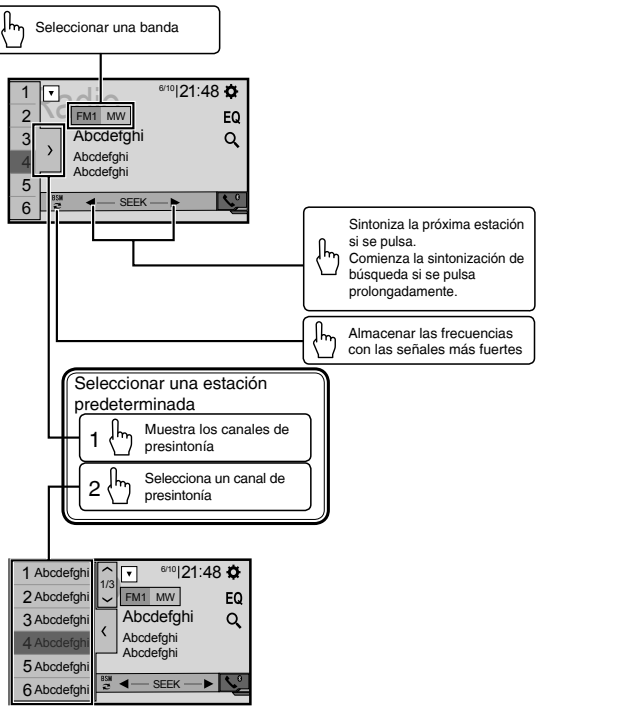 Seleccionar una banda
1
2
3
4
5
6
Radio
6/10 21:48
FM1 MW
EQ
Abcdefghi
Abcdefghi
Abcdefghi
BSM
SEEK
Sintoniza la próxima estación
si se pulsa.
Comienza la sintonización de
búsqueda si se pulsa
prolongadamente.
Almacenar las frecuencias
con las señales más fuertes
Seleccionar una estación
predeterminada
1 Muestra los canales de
presintonía
2 Selecciona un canal de
presintonía
1 Abcdefghi
2 Abcdefghi
3 Abcdefghi
4 Abcdefghi
5 Abcdefghi
6 Abcdefghi
1/3
6/10 21:48
FM1 MW
EQ
Abcdefghi
Abcdefghi
Abcdefghi
BSM
SEEK